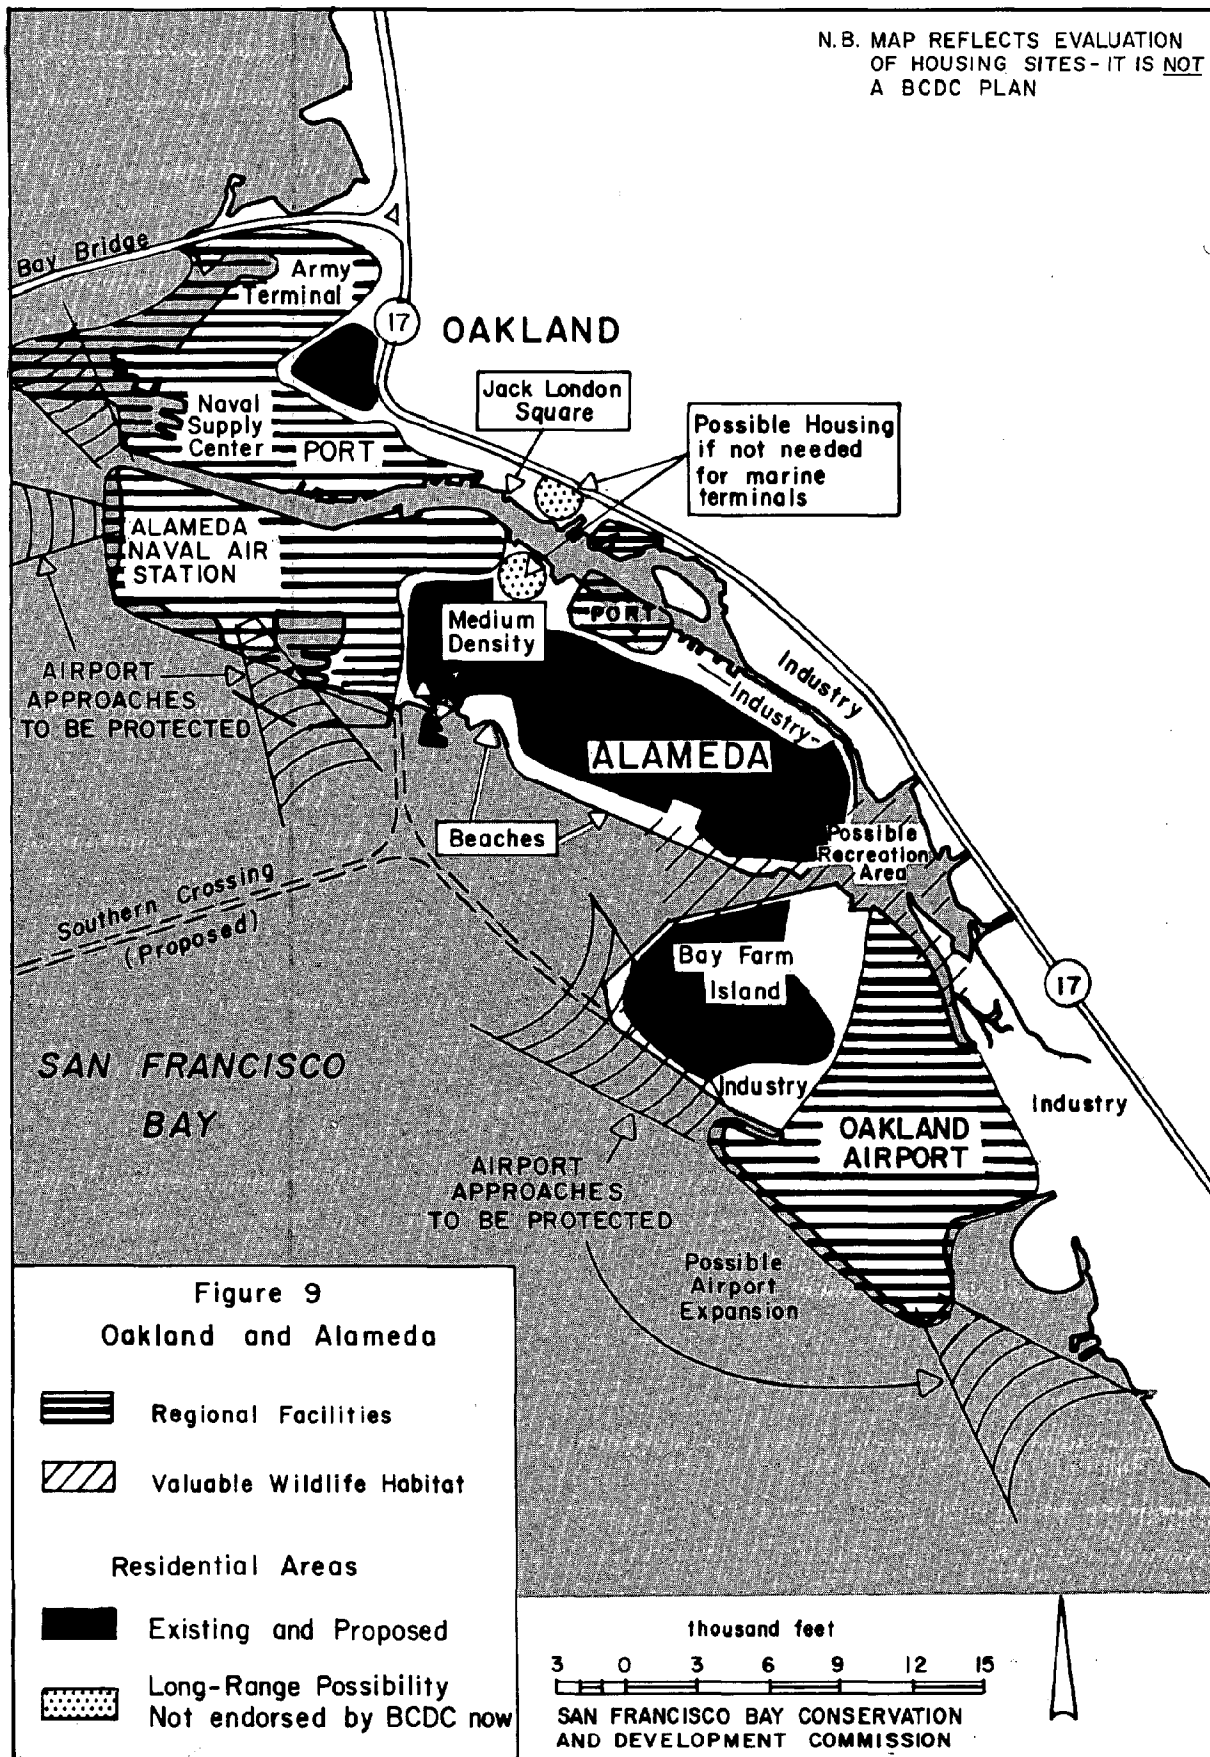 N.B. MAP REFLECTS EVALUATION
OF HOUSING SITES - IT IS NOT
A BCDC PLAN
Bay Bridge
Army
Terminal
17
OAKLAND
Jack London
Square
Possible Housing
if not needed
for marine
terminals
Naval
Supply
Center
PORT
ALAMEDA
NAVAL AIR
STATION
Medium
Density
PORT
AIRPORT
APPROACHES
TO BE PROTECTED
Industry
Industry
ALAMEDA
Beaches
Possible
Recreation
Area
Southern Crossing
(Proposed)
Bay Farm
Island
17
SAN FRANCISCO
BAY
Industry
Industry
OAKLAND
AIRPORT
AIRPORT
APPROACHES
TO BE PROTECTED
Possible
Airport
Expansion
Figure 9
Oakland and Alameda
Regional Facilities
Valuable Wildlife Habitat
Residential Areas
Existing and Proposed
Long-Range Possibility
Not endorsed by BCDC now
thousand feet
3 0 3 6 9 12 15
SAN FRANCISCO BAY CONSERVATION
AND DEVELOPMENT COMMISSION